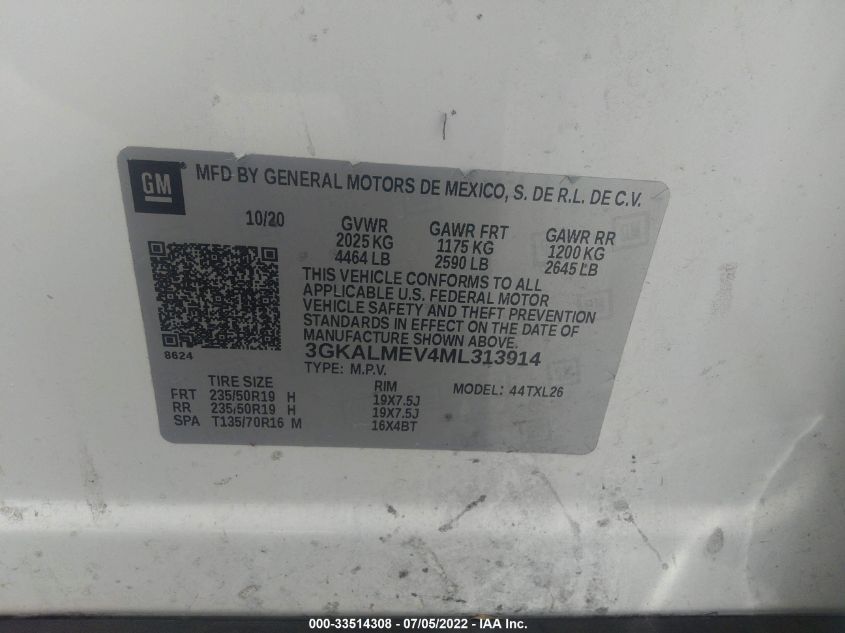 GM
MFD BY GENERAL MOTORS DE MEXICO, S. DE R.L. DE C.V.
10/20 GVWR GAWR FRT GAWR RR
2025 KG 1175 KG 1200 KG
4464 LB 2590 LB 2645 LB
THIS VEHICLE CONFORMS TO ALL
APPLICABLE U.S. FEDERAL MOTOR
VEHICLE SAFETY AND THEFT PREVENTION
STANDARDS IN EFFECT ON THE DATE OF
MANUFACTURE SHOWN ABOVE.
8624
3GKALMEV4ML313914
TYPE: M.P.V.
TIRE SIZE RIM MODEL: 44TXL26
FRT 235/50R19 H 19X7.5J
RR 235/50R19 H 19X7.5J
SPA T135/70R16 M 16X4BT
000-33514308 - 07/05/2022 - IAA Inc.